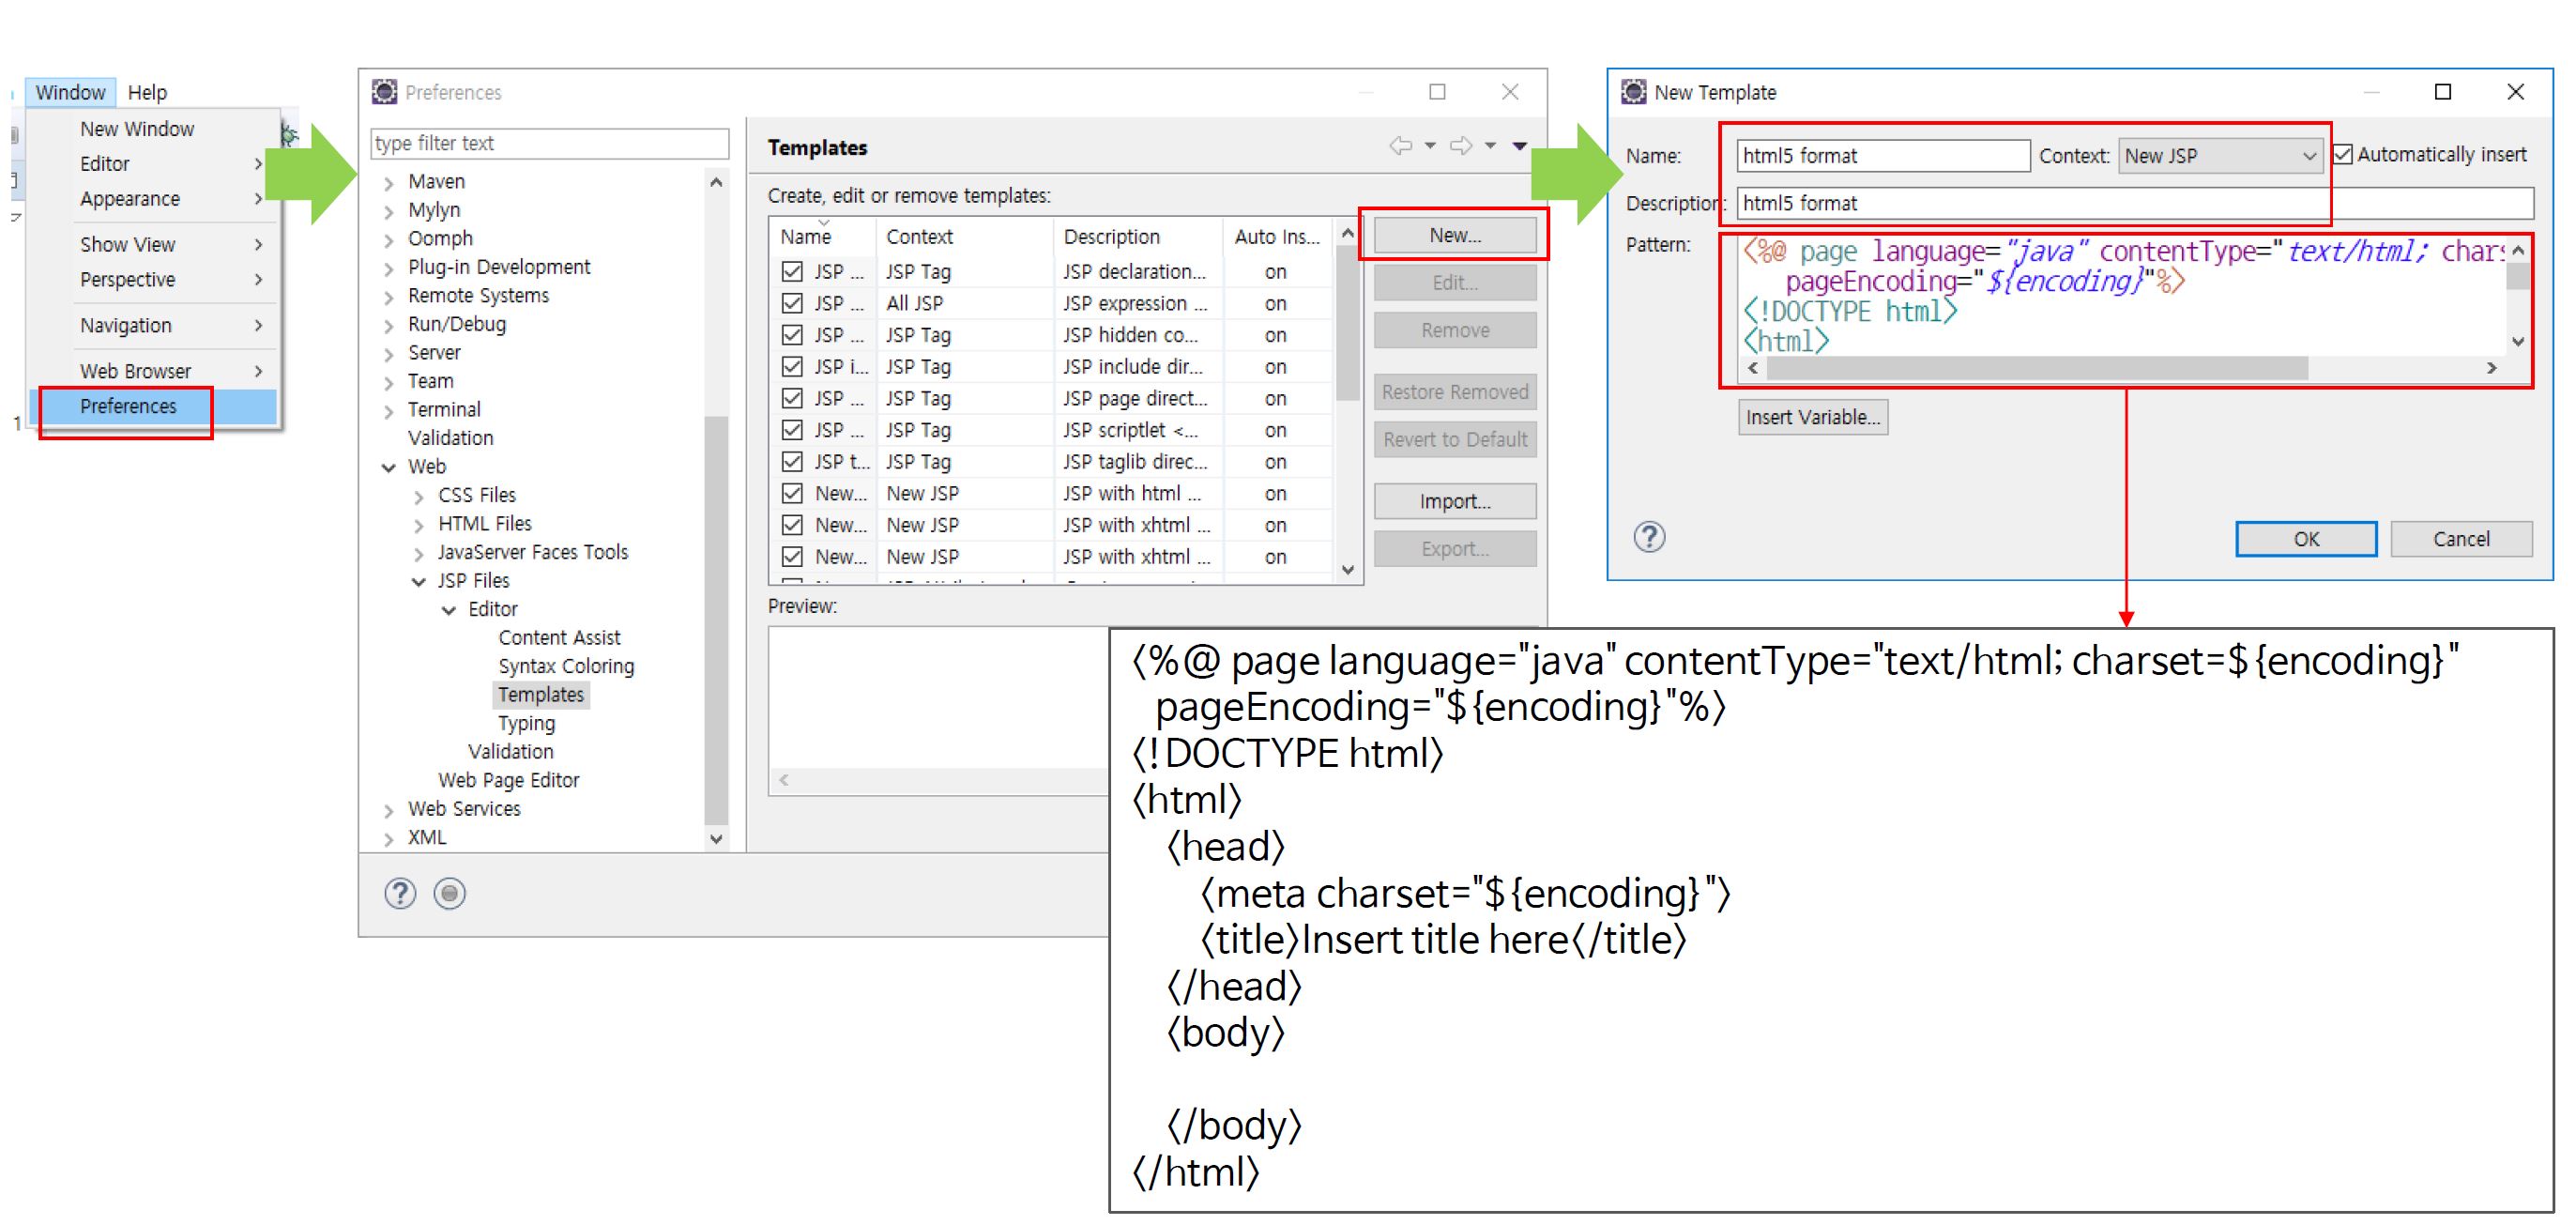 Window Help
New Window
Editor
Appearance
Show View
Perspective
Navigation
Web Browser
Preferences
1
Preferences
type filter text
Maven
Mylyn
Oomph
Plug-in Development
Remote Systems
Run/Debug
Server
Team
Terminal
Validation
Web
CSS Files
HTML Files
JavaServer Faces Tools
JSP Files
Editor
Content Assist
Syntax Coloring
Templates
Typing
Validation
Web Page Editor
Web Services
XML
Templates
Create, edit or remove templates:
Name Context Description Auto Ins...
JSP ... JSP Tag JSP declaration... on
JSP ... All JSP JSP expression ... on
JSP ... JSP Tag JSP hidden co... on
JSP i... JSP Tag JSP include dir... on
JSP ... JSP Tag JSP page direct... on
JSP ... JSP Tag JSP scriptlet <... on
JSP t... JSP Tag JSP taglib direc... on
New... New JSP JSP with html ... on
New... New JSP JSP with xhtml ... on
New... New JSP JSP with xhtml ... on
New...
Edit...
Remove
Restore Removed
Revert to Default
Import...
Export...
Preview:
New Template
Name: html5 format Context: New JSP Automatically insert
Description: html5 format
Pattern:
<%@ page language="java" contentType="text/html; chars
pageEncoding="${encoding}"%>
<!DOCTYPE html>
<html>
Insert Variable...
OK Cancel
<%@ page language="java" contentType="text/html; charset=${encoding}"
pageEncoding="${encoding}"%>
<!DOCTYPE html>
<html>
<head>
<meta charset="${encoding}">
<title>Insert title here</title>
</head>
<body>
</body>
</html>